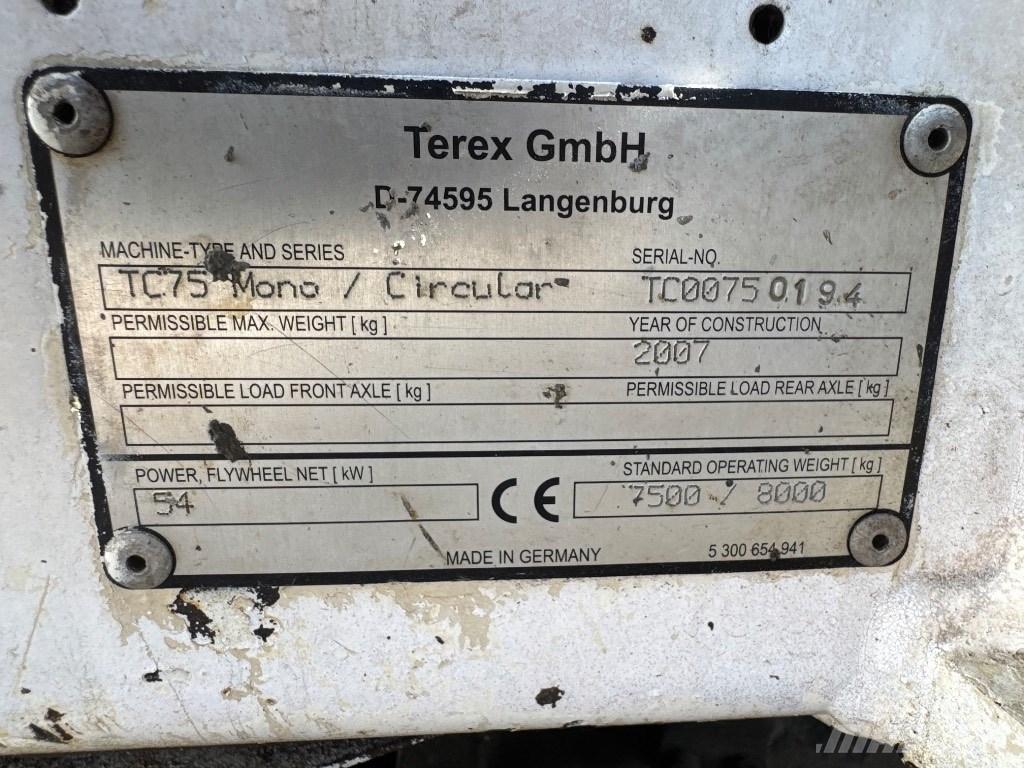 Terex GmbH
D-74595 Langenburg
MACHINE-TYPE AND SERIES SERIAL-NO.
TC75 Mono / Circular TC0075 0194
PERMISSIBLE MAX. WEIGHT [ kg ] YEAR OF CONSTRUCTION
2007
PERMISSIBLE LOAD FRONT AXLE [ kg ] PERMISSIBLE LOAD REAR AXLE [ kg ]
POWER, FLYWHEEL NET [ kW ] STANDARD OPERATING WEIGHT [ kg ]
54 CE 7500 / 8000
MADE IN GERMANY 5 300 654 941